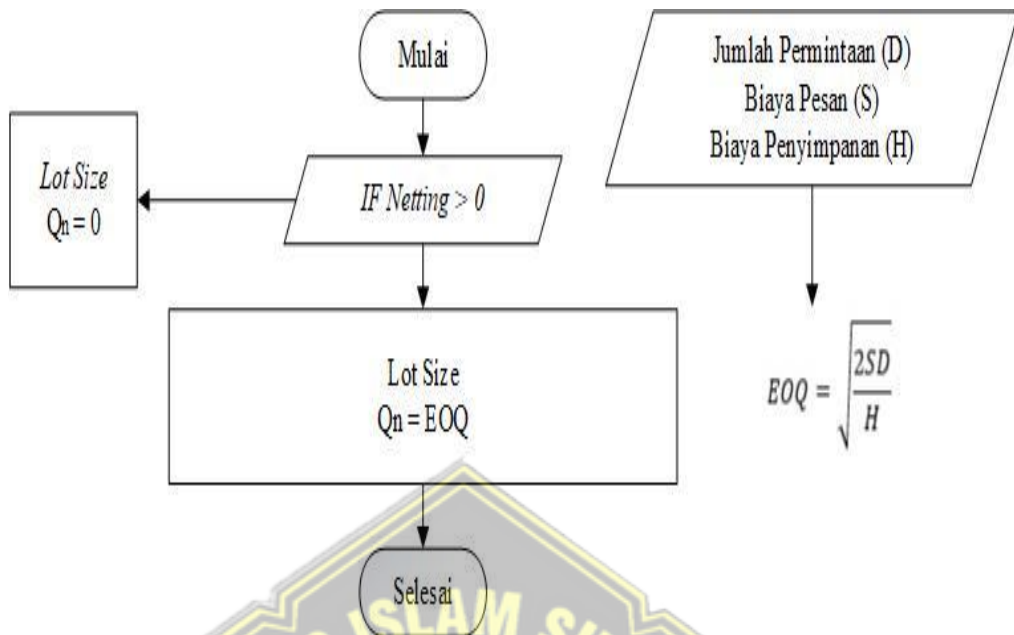 Mulai
Jumlah Permintaan (D)
Biaya Pesan (S)
Biaya Penyimpanan (H)
Lot Size
Qn = 0
IF Netting > 0
Lot Size
Qn = EOQ
EOQ = √(2SD/H)
Selesai
ISLAM